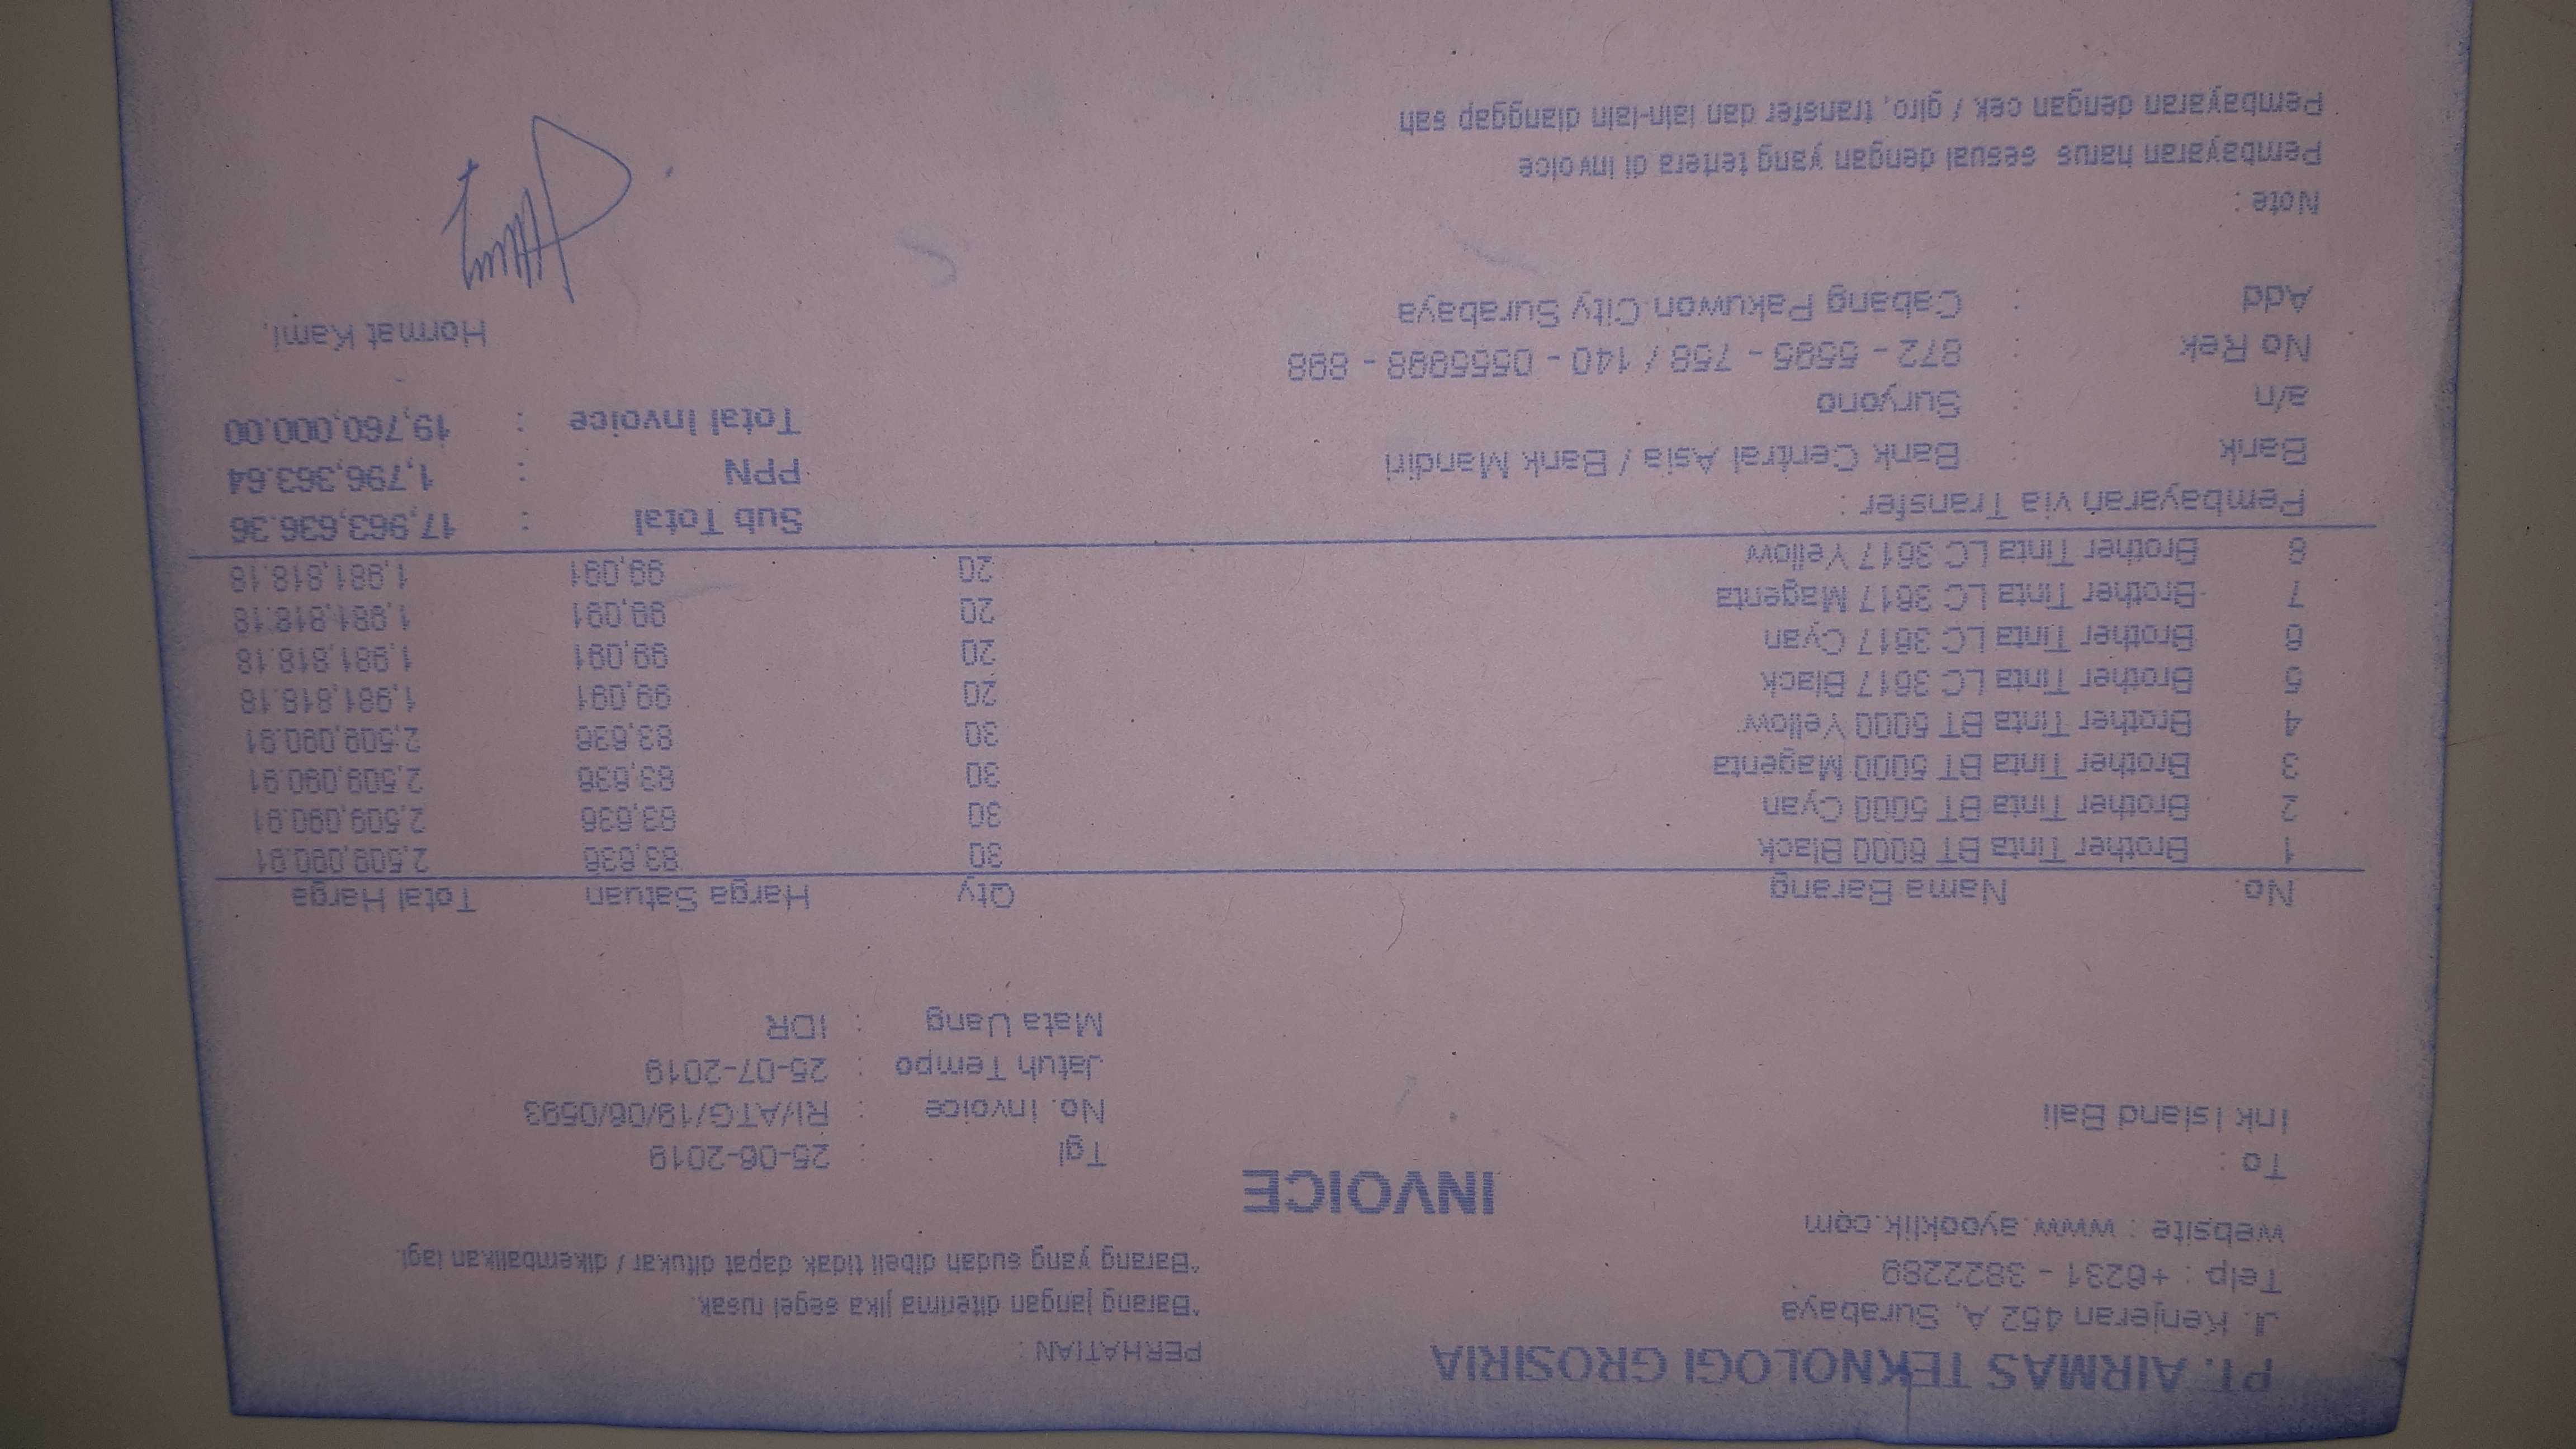 PT. AIRMAS TEKNOLOGI GROSIRIA
Jl. Kenjeran 452 A, Surabaya
Telp : +6231 - 3822289
website : www.ayooklik.com
PERHATIAN :
*Barang jangan diterima jika segel rusak.
*Barang yang sudah dibeli tidak dapat ditukar / dikembalikan lagi.
INVOICE
To :
Ink Island Bali
Tgl : 25-06-2019
No. Invoice : RI/ATG/19/06/0593
Jatuh Tempo : 25-07-2019
Mata Uang : IDR
No. Nama Barang Qty Harga Satuan Total Harga
1 Brother Tinta BT 6000 Black 30 83,636 2,509,090.91
2 Brother Tinta BT 5000 Cyan 30 83,636 2,509,090.91
3 Brother Tinta BT 5000 Magenta 30 83,636 2,509,090.91
4 Brother Tinta BT 5000 Yellow 30 83,636 2,509,090.91
5 Brother Tinta LC 3617 Black 20 99,091 1,981,818.18
6 Brother Tinta LC 3617 Cyan 20 99,091 1,981,818.18
7 Brother Tinta LC 3617 Magenta 20 99,091 1,981,818.18
8 Brother Tinta LC 3617 Yellow 20 99,091 1,981,818.18
Pembayaran via Transfer :
Bank : Bank Central Asia / Bank Mandiri
a/n : Suryono
No Rek : 872 - 5595 - 758 / 140 - 0555998 - 898
Add : Cabang Pakuwon City Surabaya
Sub Total : 17,963,636.36
PPN : 1,796,363.64
Total Invoice : 19,760,000.00
Hormat Kami,
Note :
Pembayaran harus sesuai dengan yang tertera di invoice
Pembayaran dengan cek / giro, transfer dan lain-lain dianggap sah